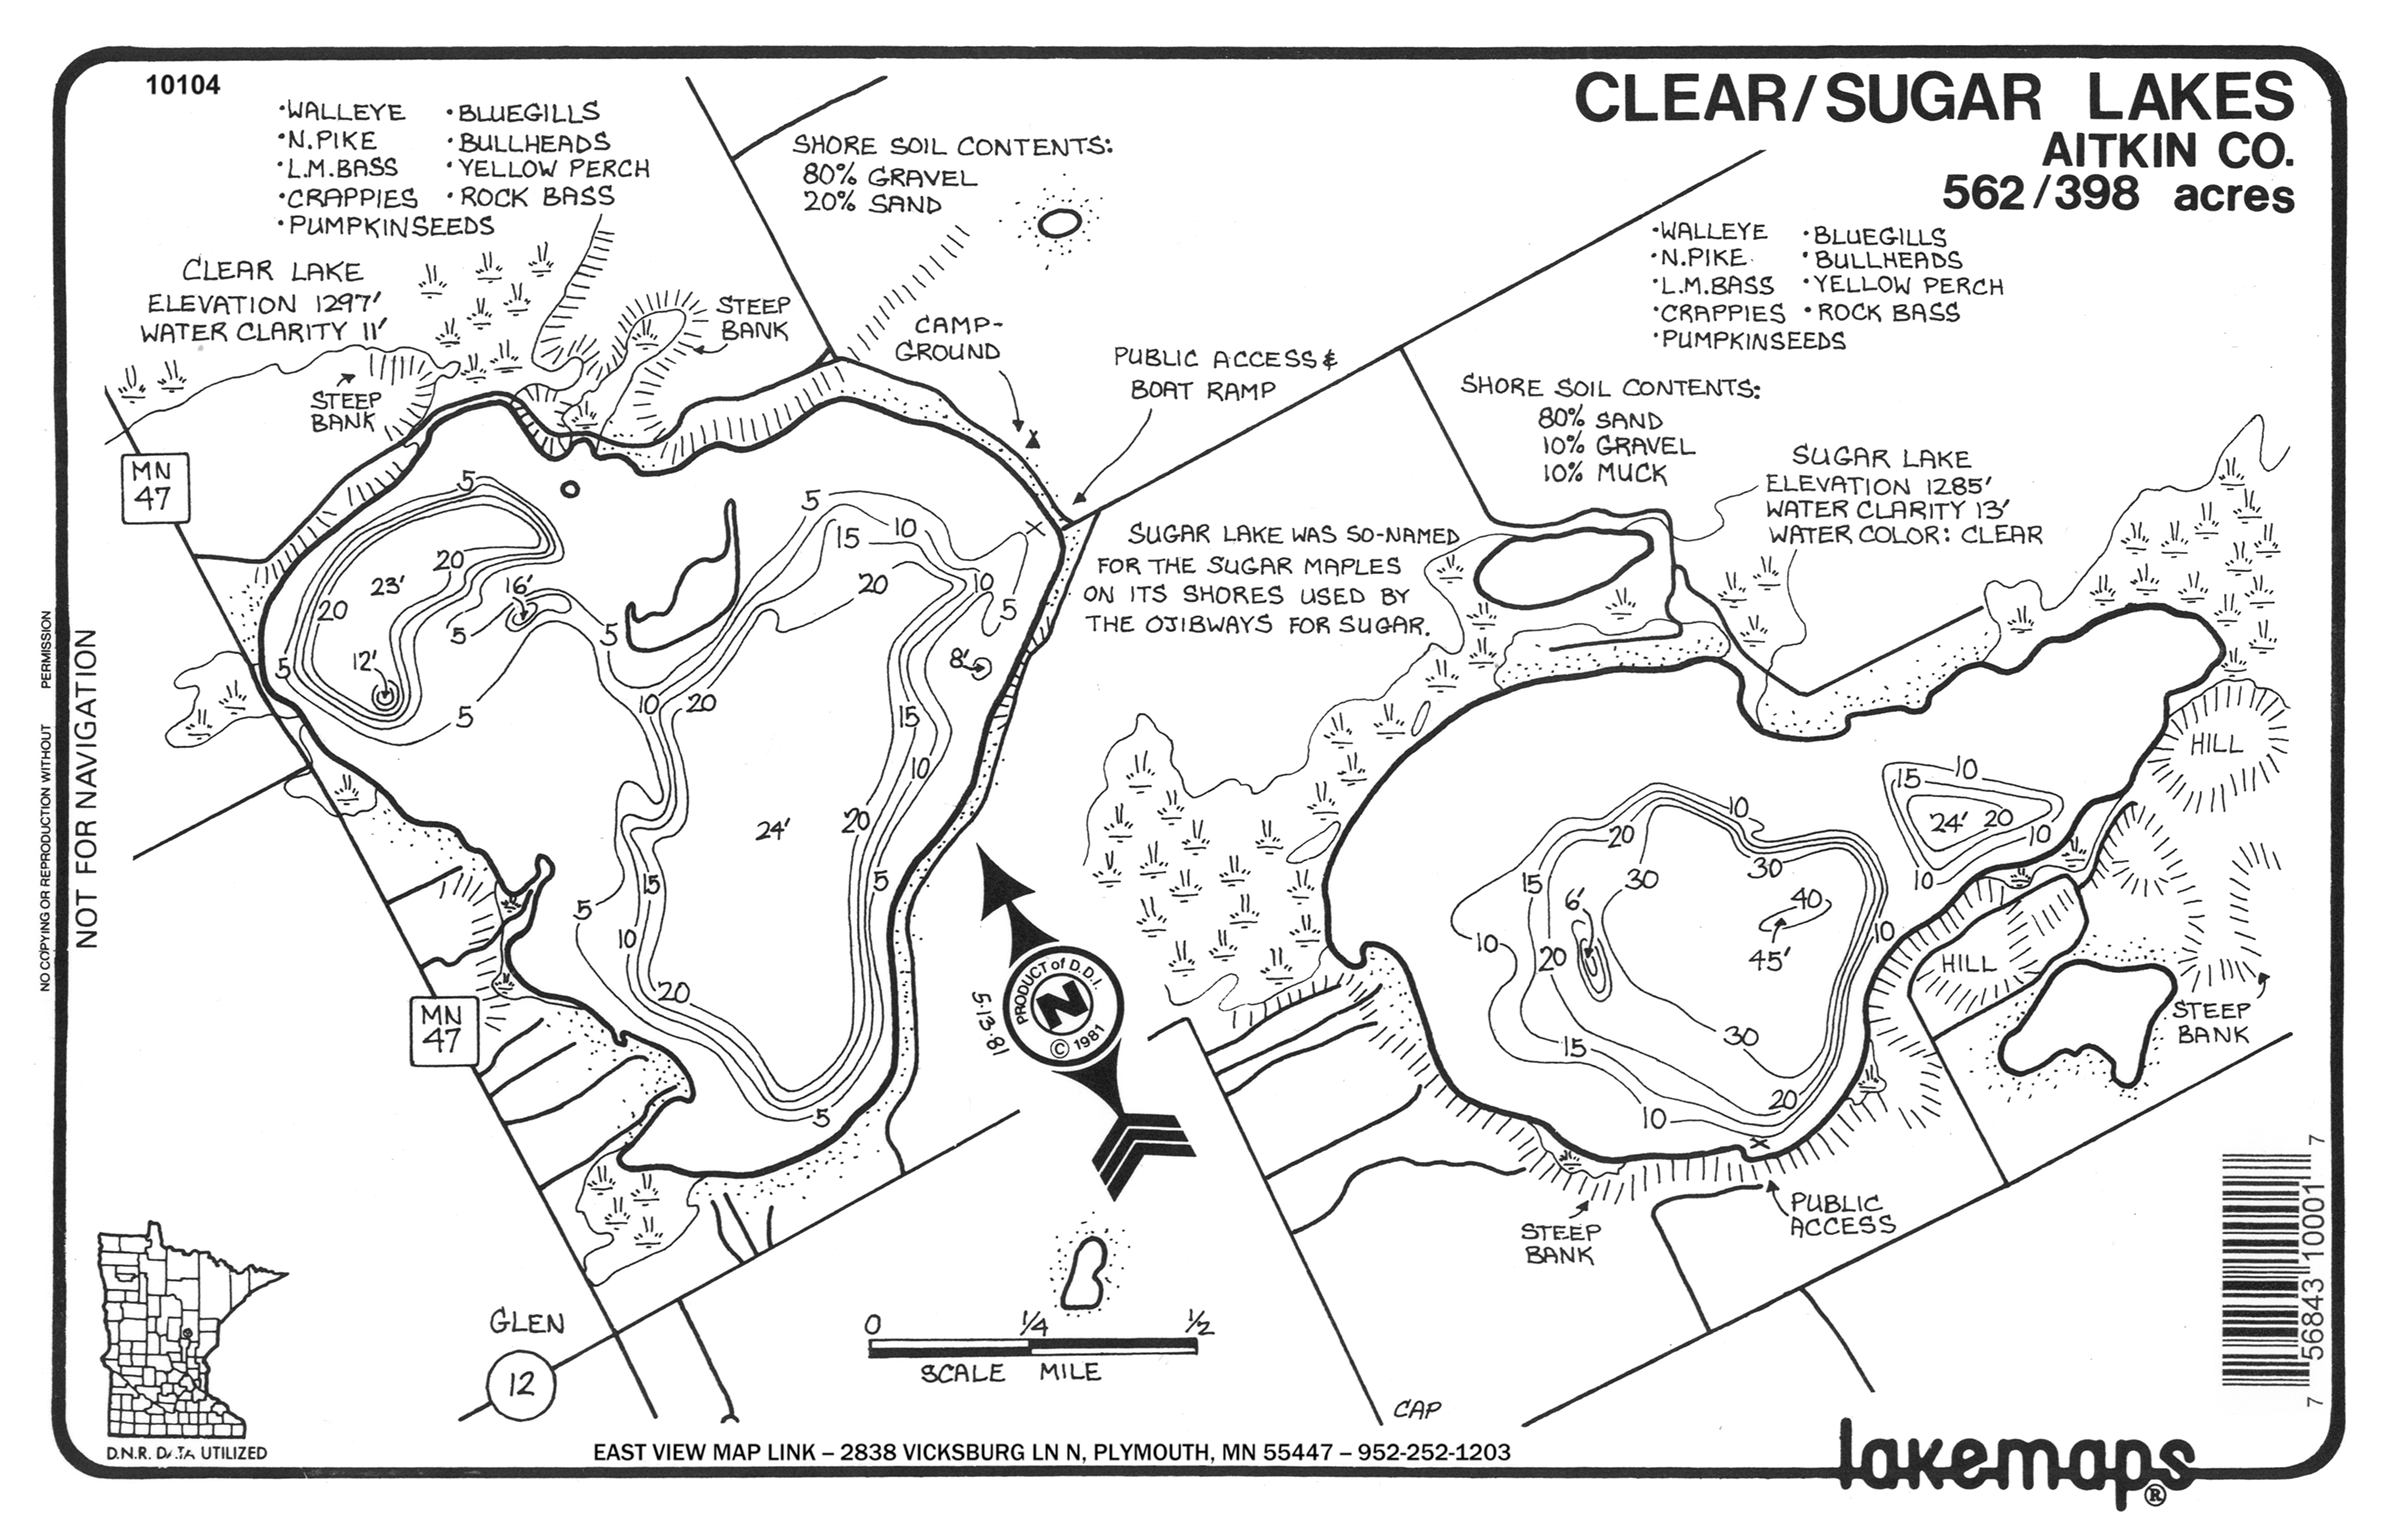 10104
CLEAR/SUGAR LAKES
AITKIN CO.
562/398 acres
·WALLEYE ·BLUEGILLS
·N.PIKE ·BULLHEADS
·L.M.BASS ·YELLOW PERCH
·CRAPPIES ·ROCK BASS
·PUMPKINSEEDS
SHORE SOIL CONTENTS:
80% GRAVEL
20% SAND
CLEAR LAKE
ELEVATION 1297'
WATER CLARITY 11'
STEEP
BANK
STEEP
BANK
CAMP-
GROUND
PUBLIC ACCESS &
BOAT RAMP
·WALLEYE ·BLUEGILLS
·N.PIKE ·BULLHEADS
·L.M.BASS ·YELLOW PERCH
·CRAPPIES ·ROCK BASS
·PUMPKINSEEDS
SHORE SOIL CONTENTS:
80% SAND
10% GRAVEL
10% MUCK
SUGAR LAKE
ELEVATION 1285'
WATER CLARITY 13'
WATER COLOR: CLEAR
SUGAR LAKE WAS SO-NAMED
FOR THE SUGAR MAPLES
ON ITS SHORES USED BY
THE OJIBWAYS FOR SUGAR.
MN
47
5
20
23'
20
16'
5
5
12'
5
5
5
15
10
20
10
5
8'
10
20
15
10
24'
20
5
15
5
10
20
5
MN
47
NOT FOR NAVIGATION
NO COPYING OR REPRODUCTION WITHOUT PERMISSION
PRODUCT of D.D.I.
N
© 1981
5-13-81
HILL
15
10
24'
20
10
10
10
20
30
30
15
6'
40
10
20
45'
10
30
15
20
10
HILL
STEEP
BANK
STEEP
BANK
PUBLIC
ACCESS
GLEN
12
0 1/4 1/2
SCALE MILE
CAP
D.N.R. DATA UTILIZED
EAST VIEW MAP LINK – 2838 VICKSBURG LN N, PLYMOUTH, MN 55447 – 952-252-1203
7 56843 10001 7
lakemaps®